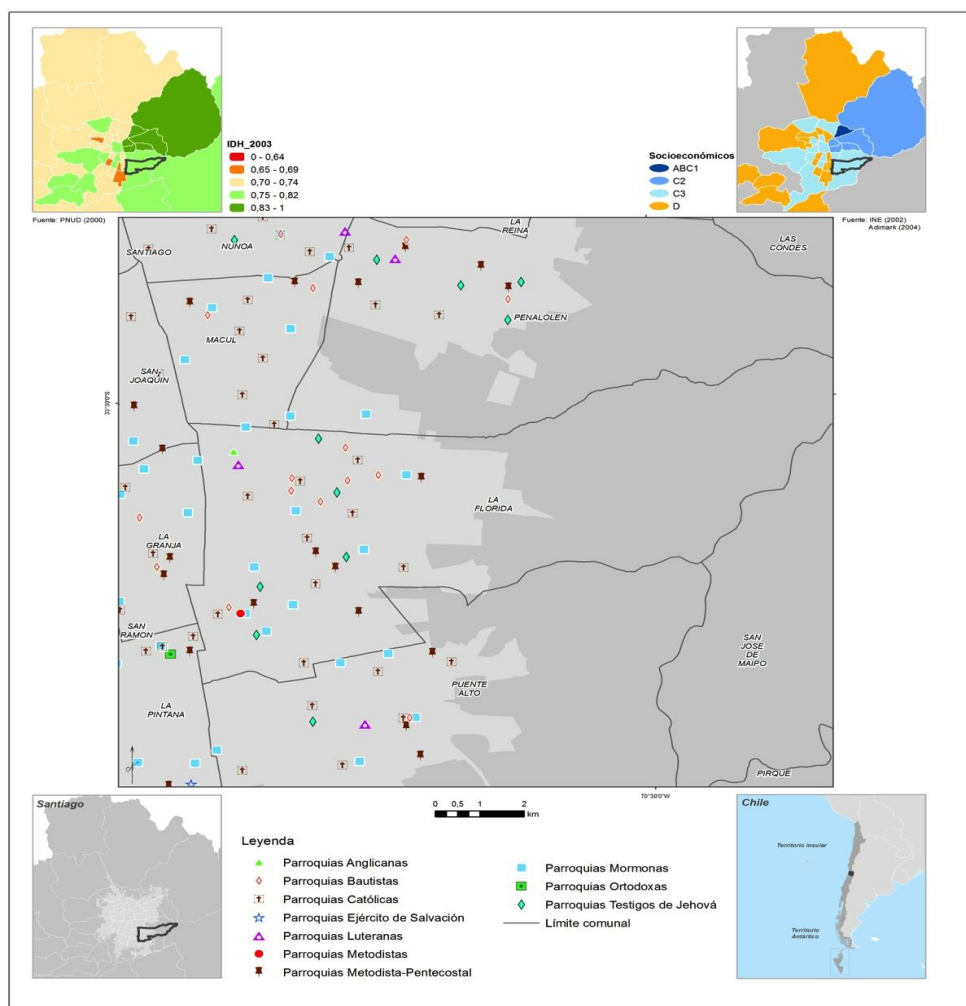 IDH_2003
0 - 0,64
0,65 - 0,69
0,70 - 0,74
0,75 - 0,82
0,83 - 1
Fuente: PNUD (2000)
Socioeconómicos
ABC1
C2
C3
D
Fuente: INE (2002)
Adimark (2004)
LA
REINA
SANTIAGO
ÑUÑOA
LAS
CONDES
PEÑALOLEN
MACUL
SAN
JOAQUIN
33°30'0"S
LA
FLORIDA
LA
GRANJA
SAN
RAMON
SAN
JOSE
DE
MAIPO
PUENTE
ALTO
LA
PINTANA
PIRQUE
70°30'0"W
Santiago
0 0,5 1 2
km
Leyenda
Parroquias Anglicanas
Parroquias Bautistas
Parroquias Católicas
Parroquias Ejército de Salvación
Parroquias Luteranas
Parroquias Metodistas
Parroquias Metodista-Pentecostal
Parroquias Mormonas
Parroquias Ortodoxas
Parroquias Testigos de Jehová
Límite comunal
Chile
Territorio insular
Territorio
Antártico